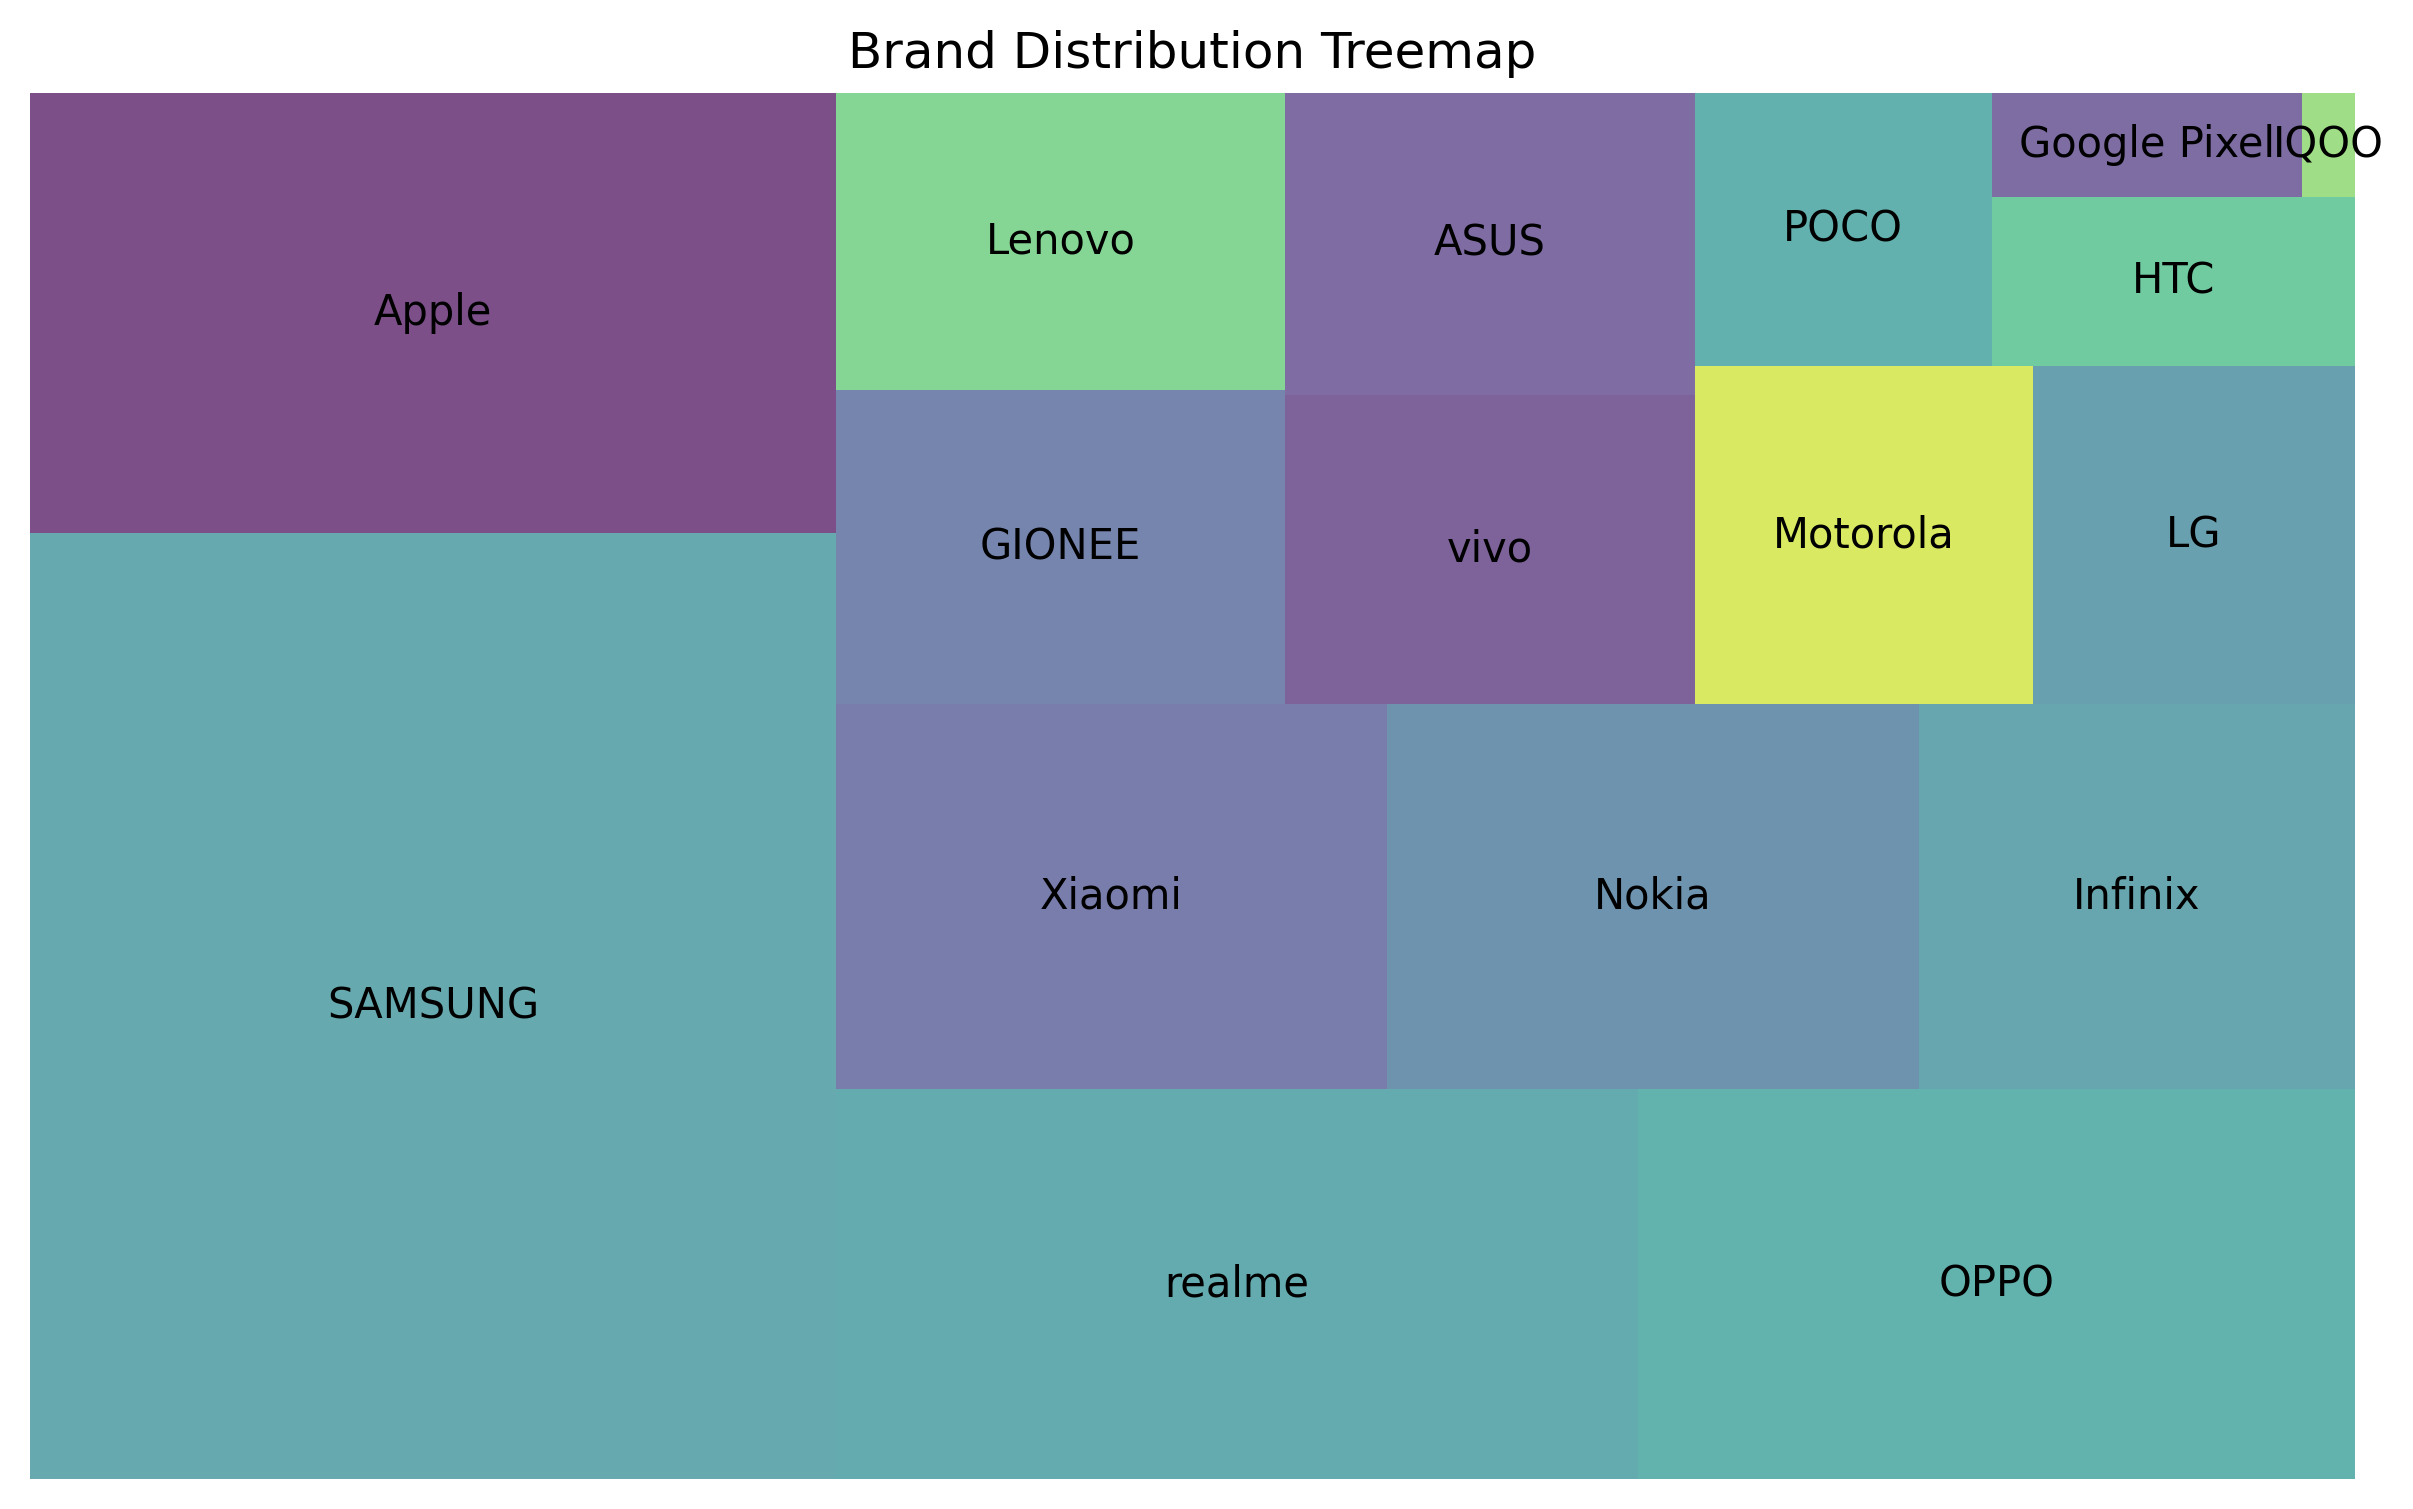 Brand Distribution Treemap
Google Pixel
IQOO
POCO
Lenovo
ASUS
HTC
Apple
Motorola
LG
GIONEE
vivo
Xiaomi
Nokia
Infinix
SAMSUNG
realme
OPPO